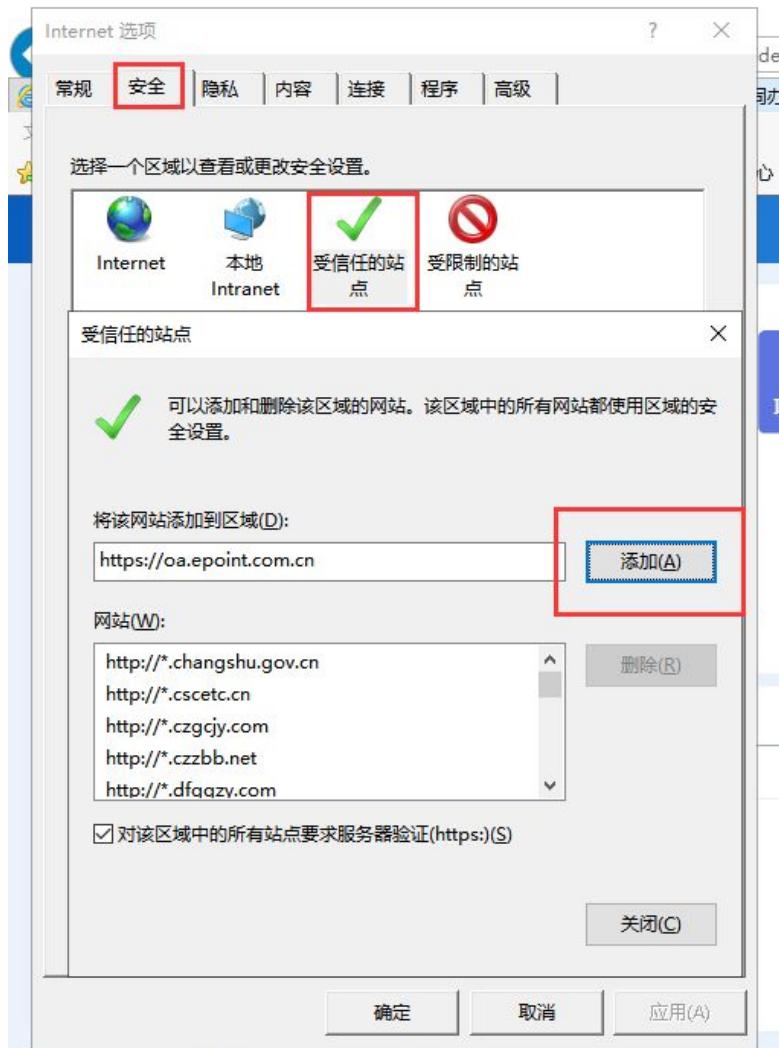 Internet 选项
常规 安全 隐私 内容 连接 程序 高级
选择一个区域以查看或更改安全设置。
Internet
本地
Intranet
受信任的站
点
受限制的站
点
受信任的站点
可以添加和删除该区域的网站。该区域中的所有网站都使用区域的安
全设置。
将该网站添加到区域(D):
https://oa.epoint.com.cn
添加(A)
网站(W):
http://*.changshu.gov.cn
http://*.cscetc.cn
http://*.czgcjy.com
http://*.czzbb.net
http://*.dfggzy.com
删除(R)
对该区域中的所有站点要求服务器验证(https:)(S)
关闭(C)
确定 取消 应用(A)
de
心